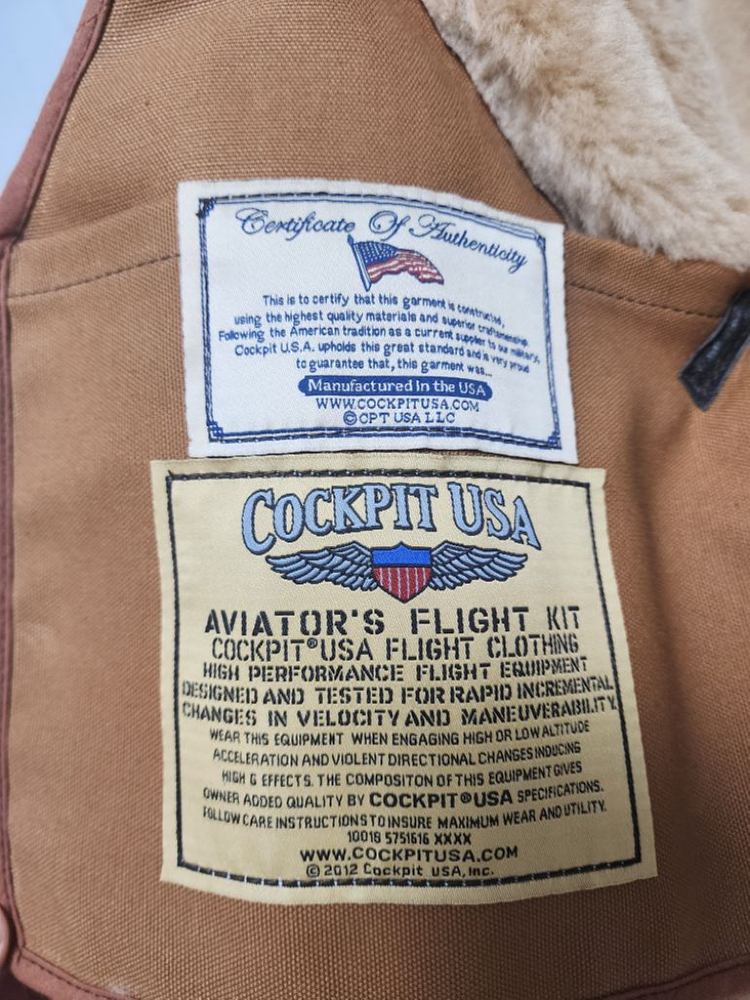 Certificate Of Authenticity
This is to certify that this garment is constructed,
using the highest quality materials and superior craftsmenship.
Following the American tradition as a current supplier to our military,
Cockpit U.S.A. upholds this great standard and is very proud
to guarantee that, this garment was...
Manufactured In the USA
WWW.COCKPITUSA.COM
©CPT USA LLC
COCKPIT USA
AVIATOR'S FLIGHT KIT
COCKPIT®USA FLIGHT CLOTHING
HIGH PERFORMANCE FLIGHT EQUIPMENT
DESIGNED AND TESTED FOR RAPID INCREMENTAL
CHANGES IN VELOCITY AND MANEUVERABILITY.
WEAR THIS EQUIPMENT WHEN ENGAGING HIGH OR LOW ALTITUDE
ACCELERATION AND VIOLENT DIRECTIONAL CHANGES INDUCING
HIGH G EFFECTS. THE COMPOSITON OF THIS EQUIPMENT GIVES
OWNER ADDED QUALITY BY COCKPIT®USA SPECIFICATIONS.
FOLLOW CARE INSTRUCTIONS TO INSURE MAXIMUM WEAR AND UTILITY.
10018 5751616 XXXX
WWW.COCKPITUSA.COM
© 2012 Cockpit USA, Inc.